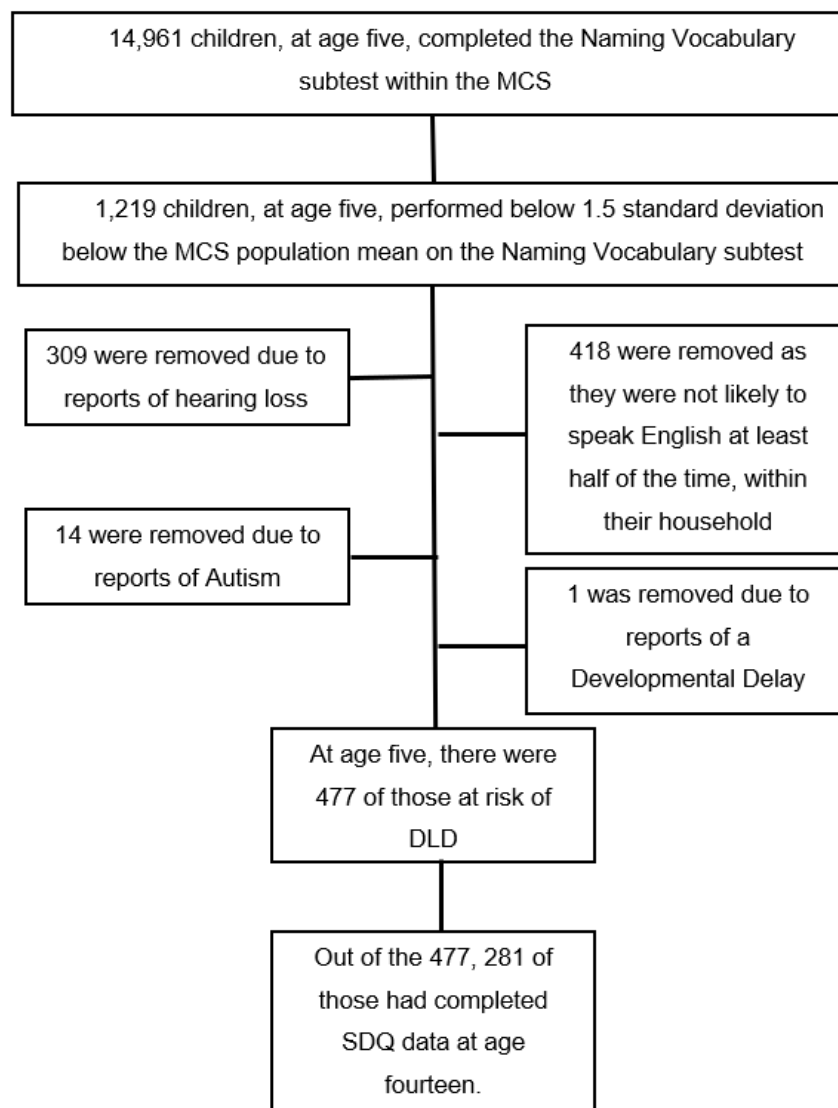 14,961 children, at age five, completed the Naming Vocabulary
subtest within the MCS
1,219 children, at age five, performed below 1.5 standard deviation
below the MCS population mean on the Naming Vocabulary subtest
309 were removed due to
reports of hearing loss
418 were removed as
they were not likely to
speak English at least
half of the time, within
their household
14 were removed due to
reports of Autism
1 was removed due to
reports of a
Developmental Delay
At age five, there were
477 of those at risk of
DLD
Out of the 477, 281 of
those had completed
SDQ data at age
fourteen.